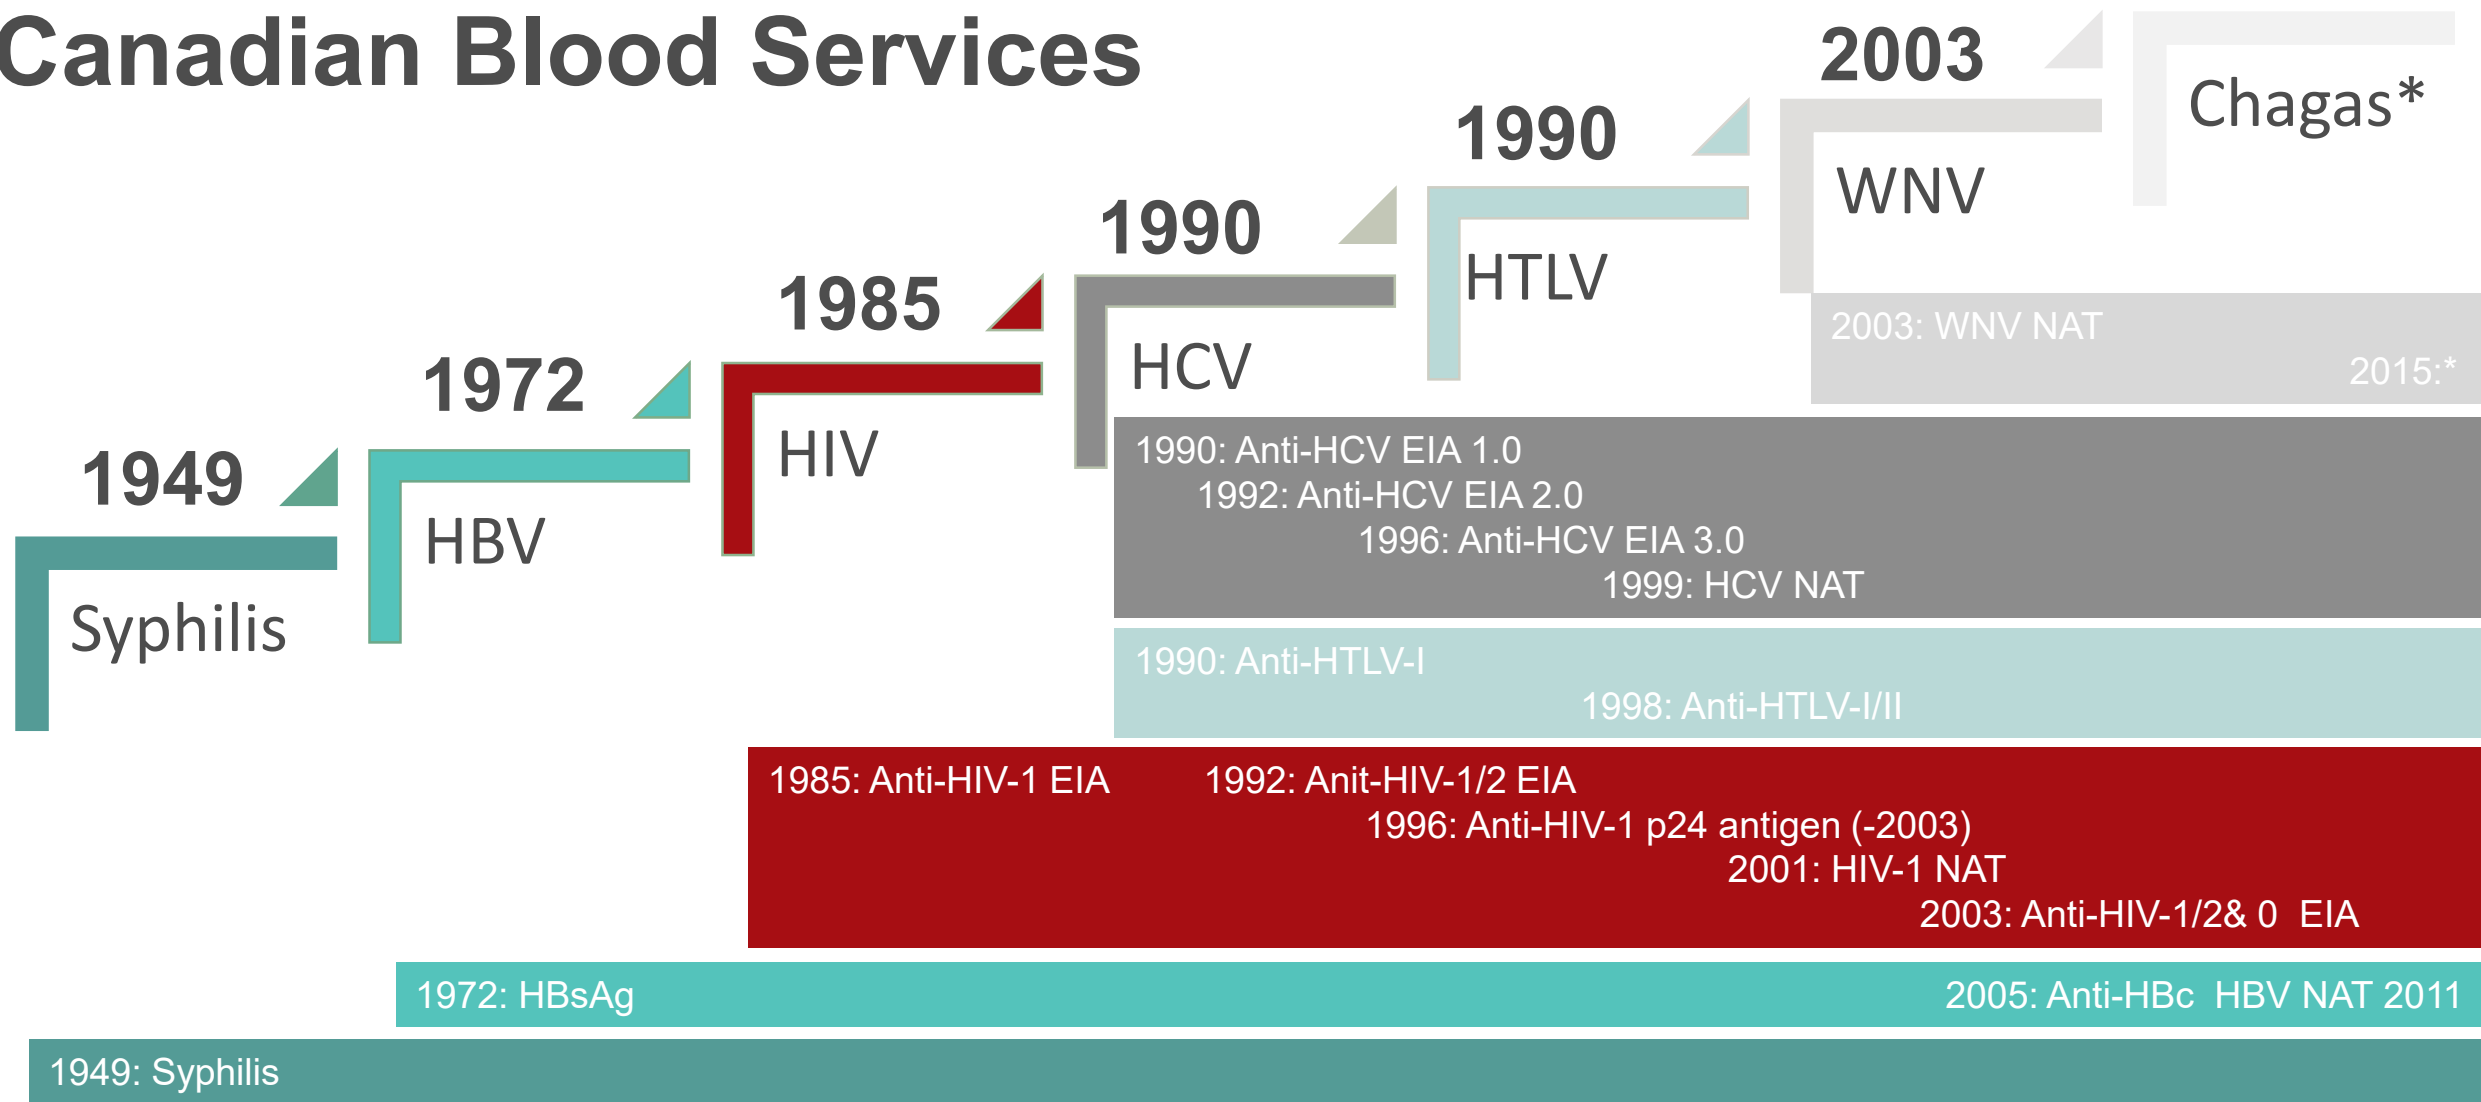 Canadian Blood Services
2003
Chagas*
1990
WNV
1990
HTLV
1985
HCV
1972
HIV
1949
HBV
Syphilis
2003: WNV NAT
2015:*
1990: Anti-HCV EIA 1.0
1992: Anti-HCV EIA 2.0
1996: Anti-HCV EIA 3.0
1999: HCV NAT
1990: Anti-HTLV-I
1998: Anti-HTLV-I/II
1985: Anti-HIV-1 EIA 1992: Anit-HIV-1/2 EIA
1996: Anti-HIV-1 p24 antigen (-2003)
2001: HIV-1 NAT
2003: Anti-HIV-1/2& 0 EIA
1972: HBsAg 2005: Anti-HBc HBV NAT 2011
1949: Syphilis